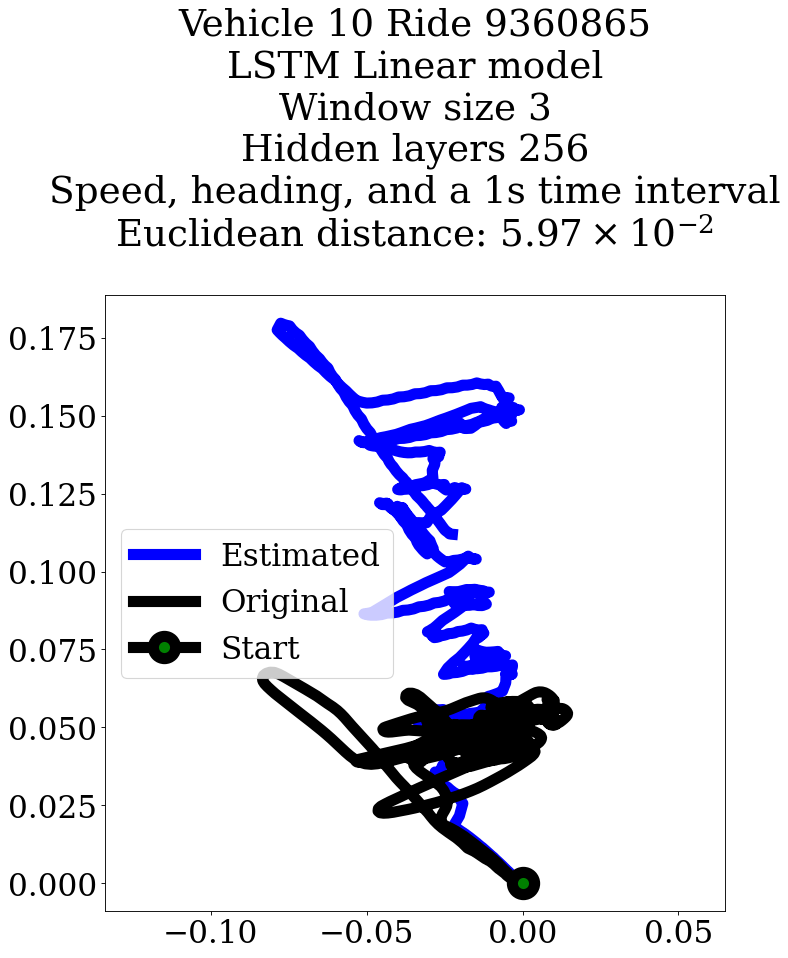 Vehicle 10 Ride 9360865
LSTM Linear model
Window size 3
Hidden layers 256
Speed, heading, and a 1s time interval
Euclidean distance: 5.97 × 10⁻²
0.175
0.150
0.125
0.100
0.075
0.050
0.025
0.000
Estimated
Original
Start
−0.10 −0.05 0.00 0.05